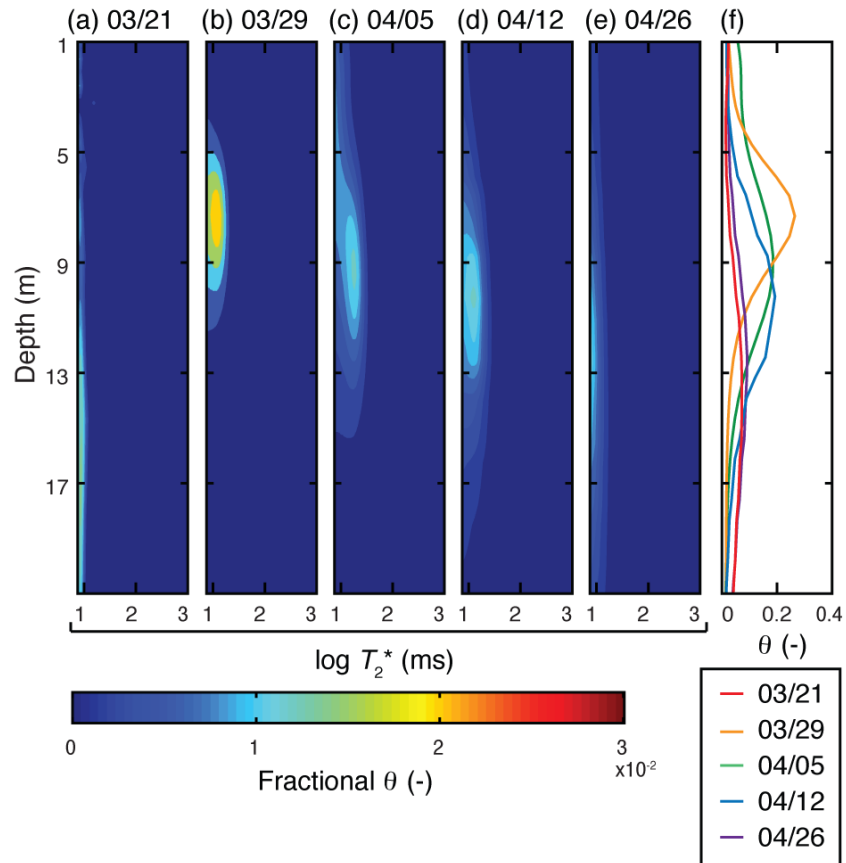 (a) 03/21 (b) 03/29 (c) 04/05 (d) 04/12 (e) 04/26 (f)
1
5
9
13
17
Depth (m)
1 2 3 1 2 3 1 2 3 1 2 3 1 2 3 0 0.2 0.4
θ (-)
log T2* (ms)
0 1 2 3
x10-2
Fractional θ (-)
03/21
03/29
04/05
04/12
04/26